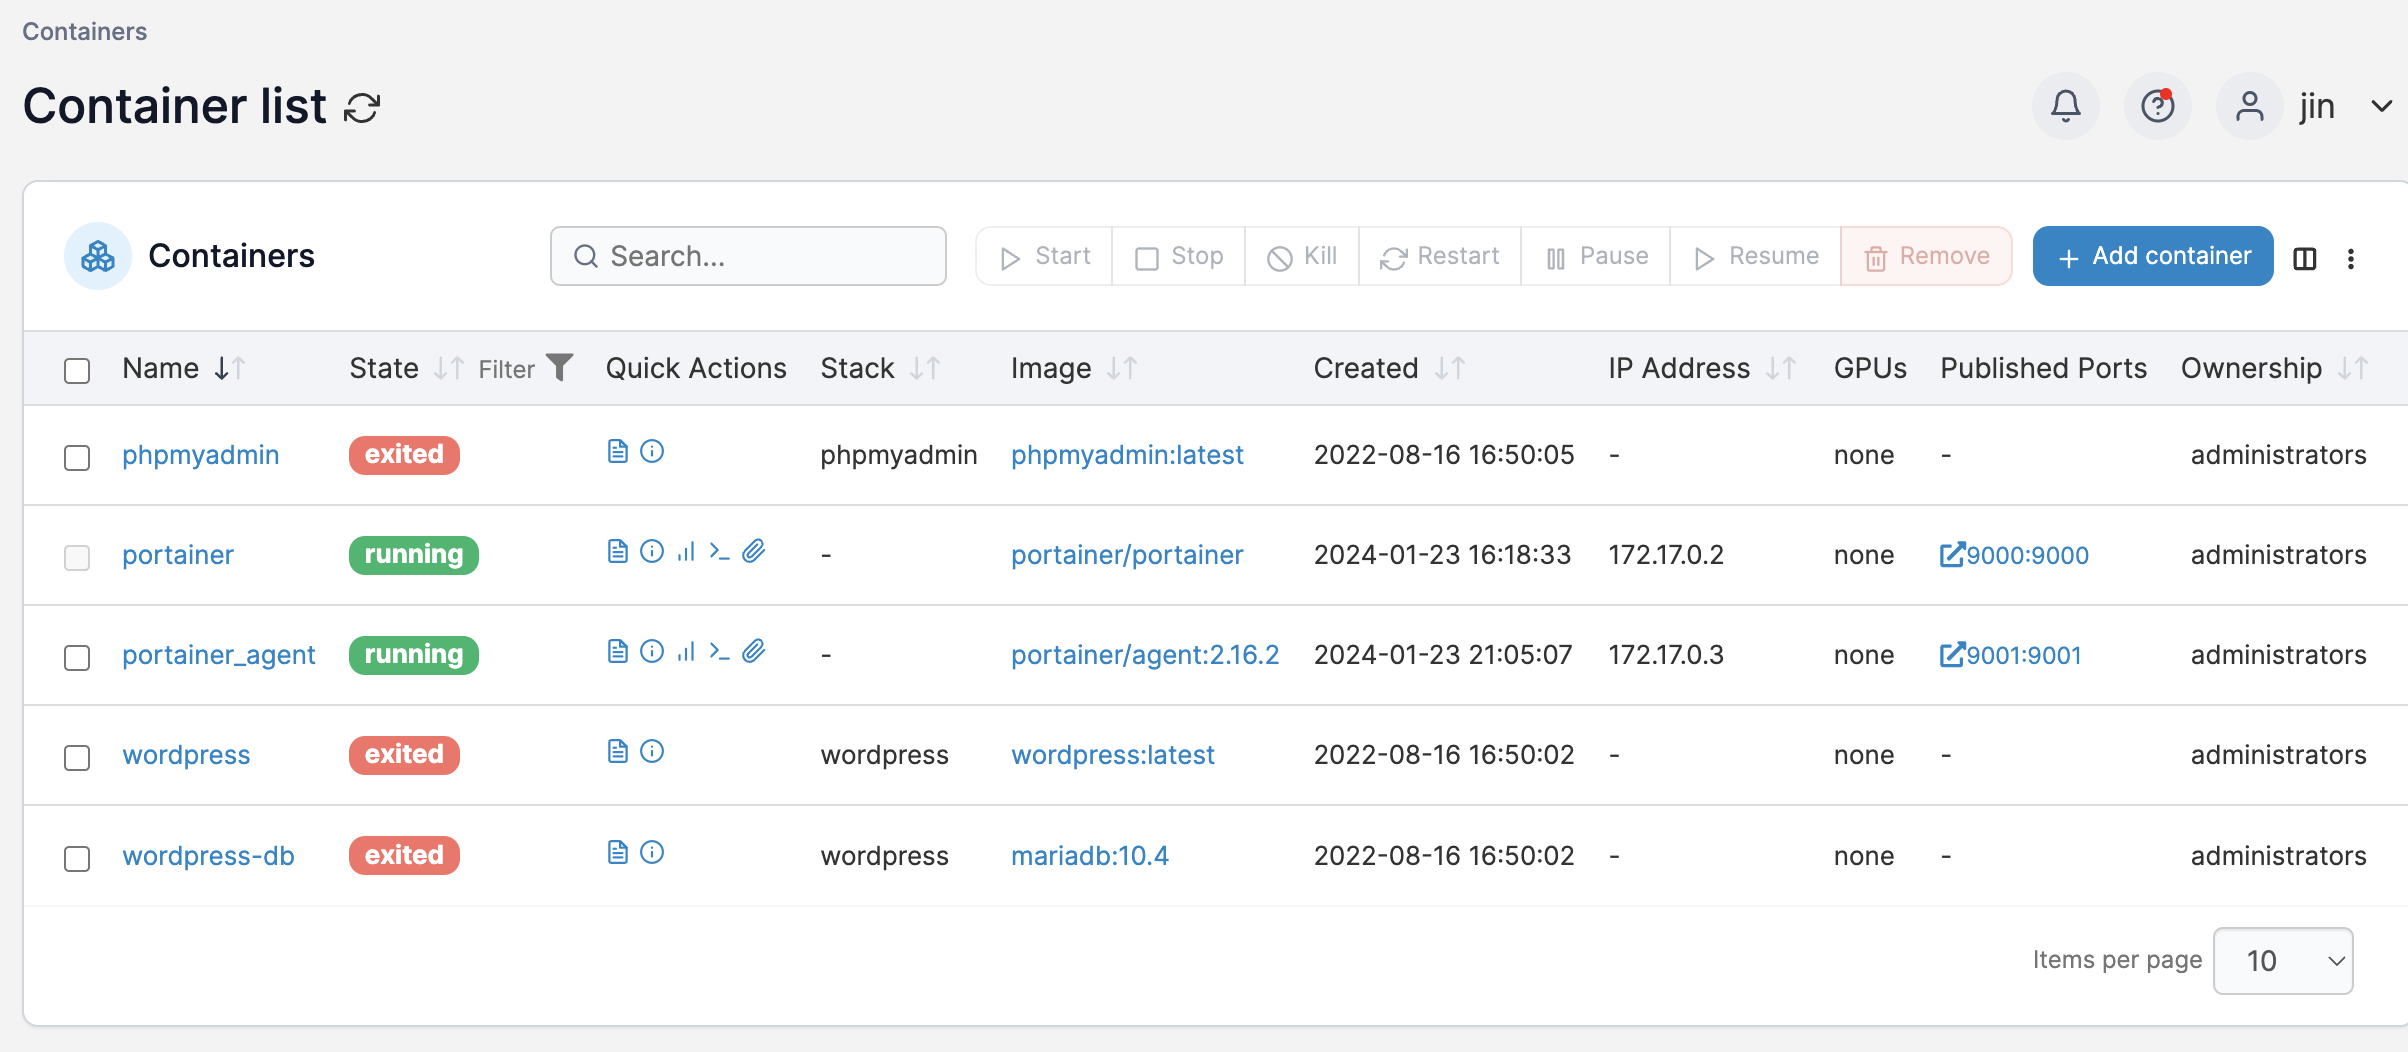 Containers
Container list
jin
Containers
Search...
Start Stop Kill Restart Pause Resume Remove Add container
Name State Filter Quick Actions Stack Image Created IP Address GPUs Published Ports Ownership
phpmyadmin exited phpmyadmin phpmyadmin:latest 2022-08-16 16:50:05 - none - administrators
portainer running - portainer/portainer 2024-01-23 16:18:33 172.17.0.2 none 9000:9000 administrators
portainer_agent running - portainer/agent:2.16.2 2024-01-23 21:05:07 172.17.0.3 none 9001:9001 administrators
wordpress exited wordpress wordpress:latest 2022-08-16 16:50:02 - none - administrators
wordpress-db exited wordpress mariadb:10.4 2022-08-16 16:50:02 - none - administrators
Items per page 10